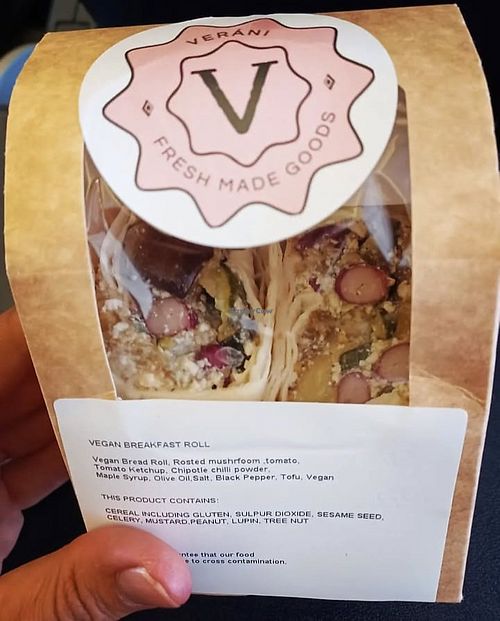 VERANI
V
FRESH MADE GOODS
VEGAN BREAKFAST ROLL
Vegan Bread Roll, Rosted mushrfoom ,tomato,
Tomato Ketchup, Chipotle chilli powder,
Maple Syrup, Olive Oil,Salt, Black Pepper, Tofu, Vegan
THIS PRODUCT CONTAINS:
CEREAL INCLUDING GLUTEN, SULPUR DIOXIDE, SESAME SEED,
CELERY, MUSTARD,PEANUT, LUPIN, TREE NUT
that our food
to cross contamination.